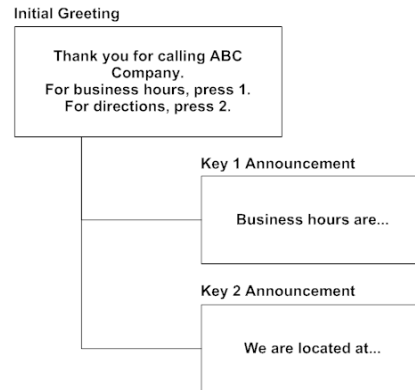 Initial Greeting
Thank you for calling ABC
Company.
For business hours, press 1.
For directions, press 2.
Key 1 Announcement
Business hours are...
Key 2 Announcement
We are located at...